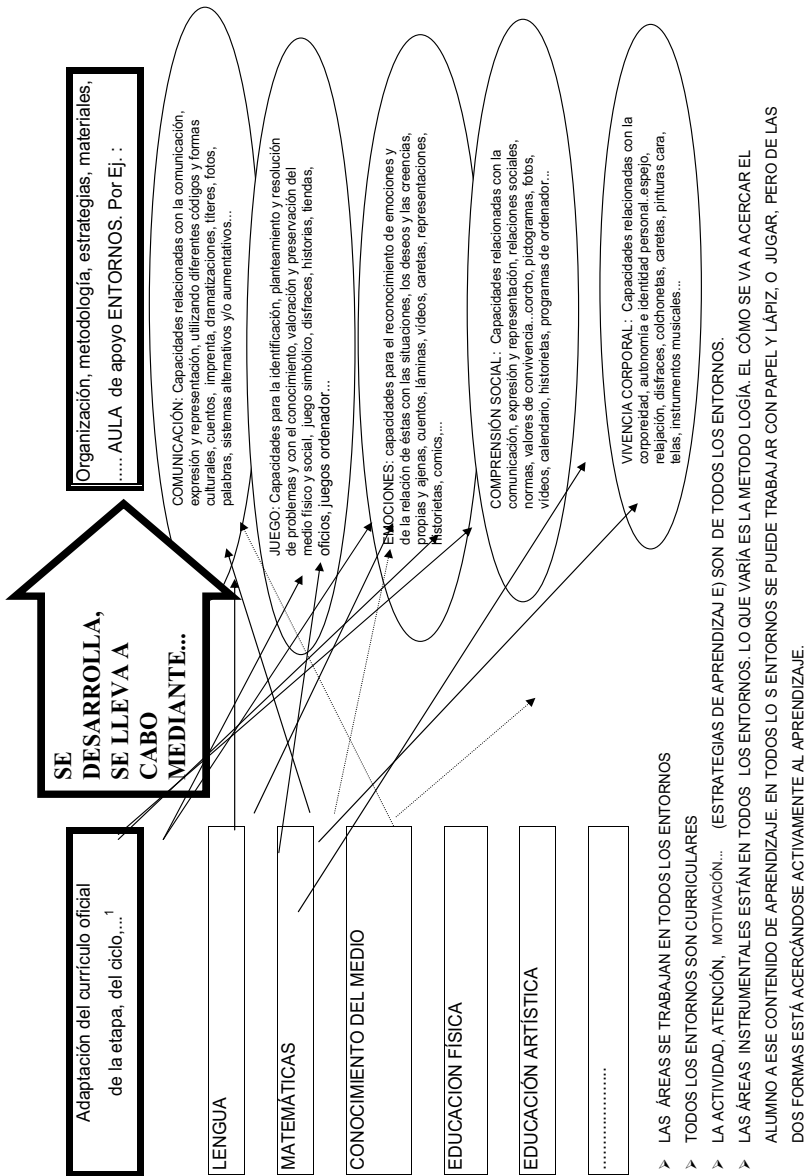 Adaptación del currículo oficial
de la etapa, del ciclo,... 1
SE
DESARROLLA,
SE LLEVA A
CABO
MEDIANTE...
Organización, metodología, estrategias, materiales,
...... AULA de apoyo ENTORNOS. Por Ej. :
LENGUA
MATEMÁTICAS
CONOCIMIENTO DEL MEDIO
EDUCACION FÍSICA
EDUCACIÓN ARTÍSTICA
......................
COMUNICACIÓN: Capacidades relacionadas con la comunicación,
expresión y representación, utilizando diferentes códigos y formas
culturales, cuentos, imprenta, dramatizaciones, títeres, fotos,
palabras, sistemas alternativos y/o aumentativos...
JUEGO: Capacidades para la identificación, planteamiento y resolución
de problemas y con el conocimiento, valoración y preservación del
medio físico y social, juego simbólico, disfraces, historias, tiendas,
oficios, juegos ordenador...
EMOCIONES: capacidades para el reconocimiento de emociones y
de la relación de éstas con las situaciones, los deseos y las creencias,
propias y ajenas, cuentos, láminas, vídeos, caretas, representaciones,
historietas, comics,...
COMPRENSIÓN SOCIAL: Capacidades relacionadas con la
comunicación, expresión y representación, relaciones sociales,
normas, valores de convivencia...corcho, pictogramas, fotos,
vídeos, calendario, historietas, programas de ordenador...
VIVENCIA CORPORAL: Capacidades relacionadas con la
corporeidad, autonomía e identidad personal..espejo,
relajación, disfraces, colchonetas, caretas, pinturas cara,
telas, instrumentos musicales...
➢ LAS ÁREAS SE TRABAJAN EN TODOS LOS ENTORNOS
➢ TODOS LOS ENTORNOS SON CURRICULARES
➢ LA ACTIVIDAD, ATENCIÓN, MOTIVACIÓN... (ESTRATEGIAS DE APRENDIZAJ E) SON DE TODOS LOS ENTORNOS.
➢ LAS ÁREAS INSTRUMENTALES ESTÁN EN TODOS LOS ENTORNOS. LO QUE VARÍA ES LA METODO LOGÍA. EL CÓMO SE VA A ACERCAR EL
ALUMNO A ESE CONTENIDO DE APRENDIZAJE. EN TODOS LO S ENTORNOS SE PUEDE TRABAJ AR CON PAPEL Y LÁPIZ, O JUGAR, PERO DE LAS
DOS FORMAS ESTÁ ACERCÁNDOSE ACTIVAMENTE AL APRENDIZAJE.